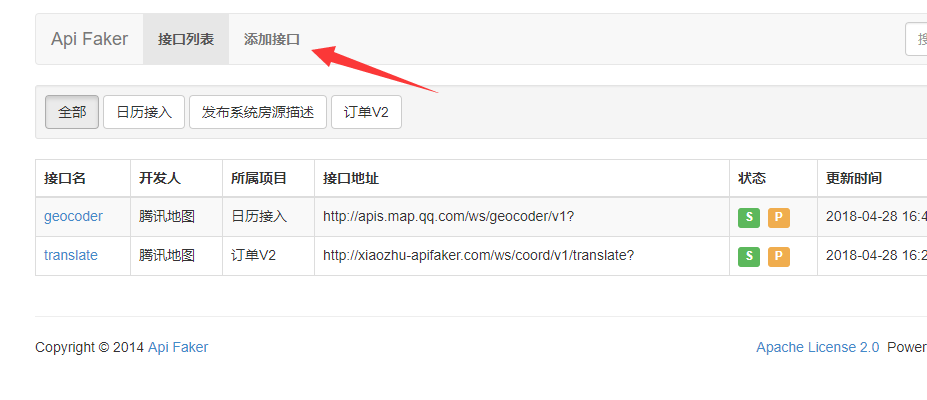 Api Faker 接口列表 添加接口 搜
全部 日历接入 发布系统房源描述 订单V2
接口名 开发人 所属项目 接口地址 状态 更新时间
geocoder 腾讯地图 日历接入 http://apis.map.qq.com/ws/geocoder/v1? S P 2018-04-28 16:4
translate 腾讯地图 订单V2 http://xiaozhu-apifaker.com/ws/coord/v1/translate? S P 2018-04-28 16:2
Copyright © 2014 Api Faker Apache License 2.0 Power